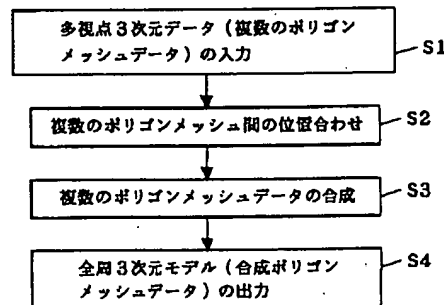 多視点3次元データ(複数のポリゴン
メッシュデータ)の入力
S1
複数のポリゴンメッシュ間の位置合わせ
S2
複数のポリゴンメッシュデータの合成
S3
全周3次元モデル(合成ポリゴン
メッシュデータ)の出力
S4